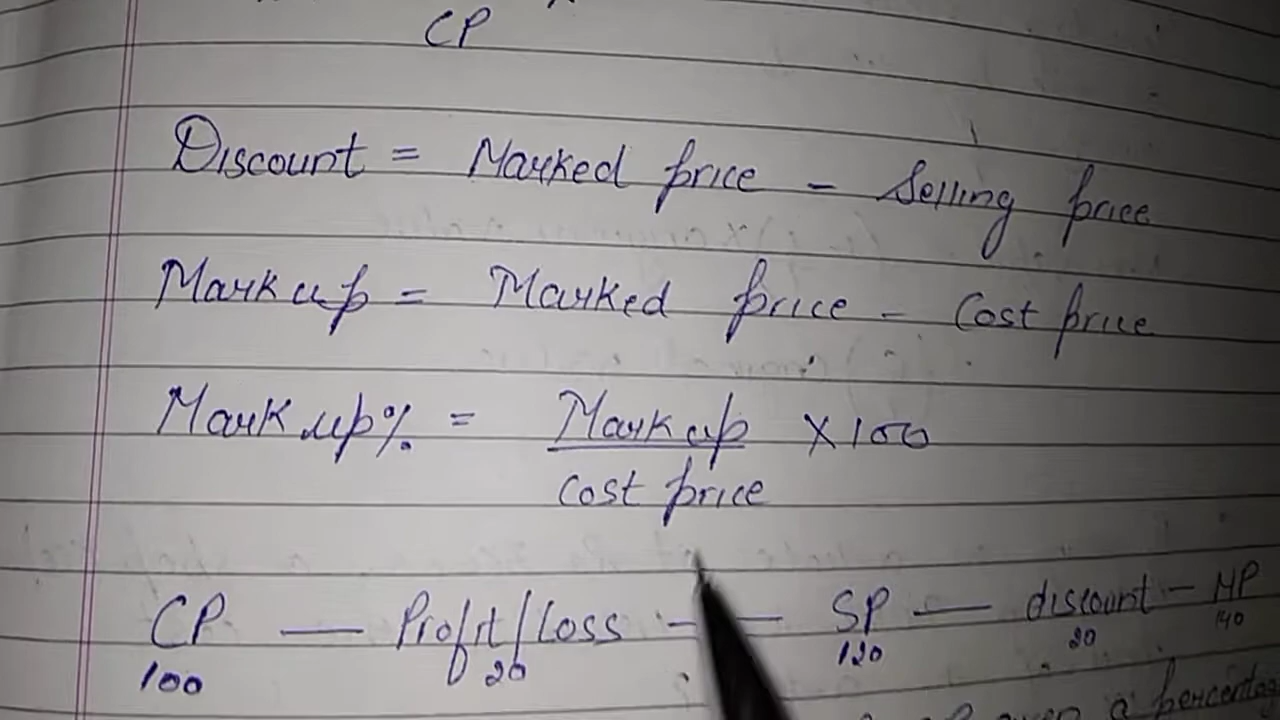 CP
Discount = Marked price - Selling price
Mark up = Marked price - Cost price
Mark up% = Mark up × 100
Cost price
CP — Profit/Loss — SP — discount - MP
100 20 120 20 140
a percentag